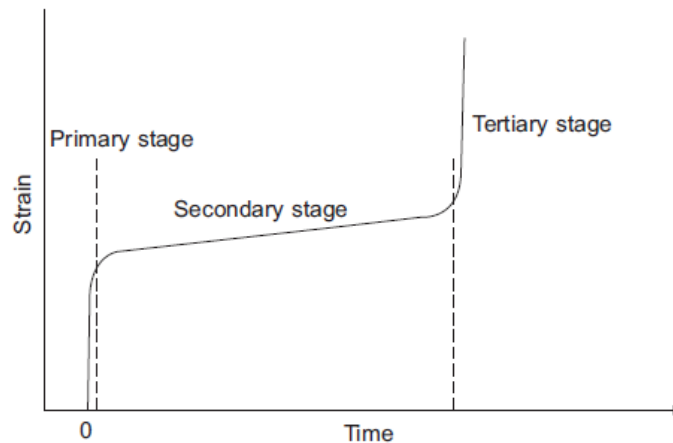 Primary stage
Tertiary stage
Secondary stage
Strain
0
Time